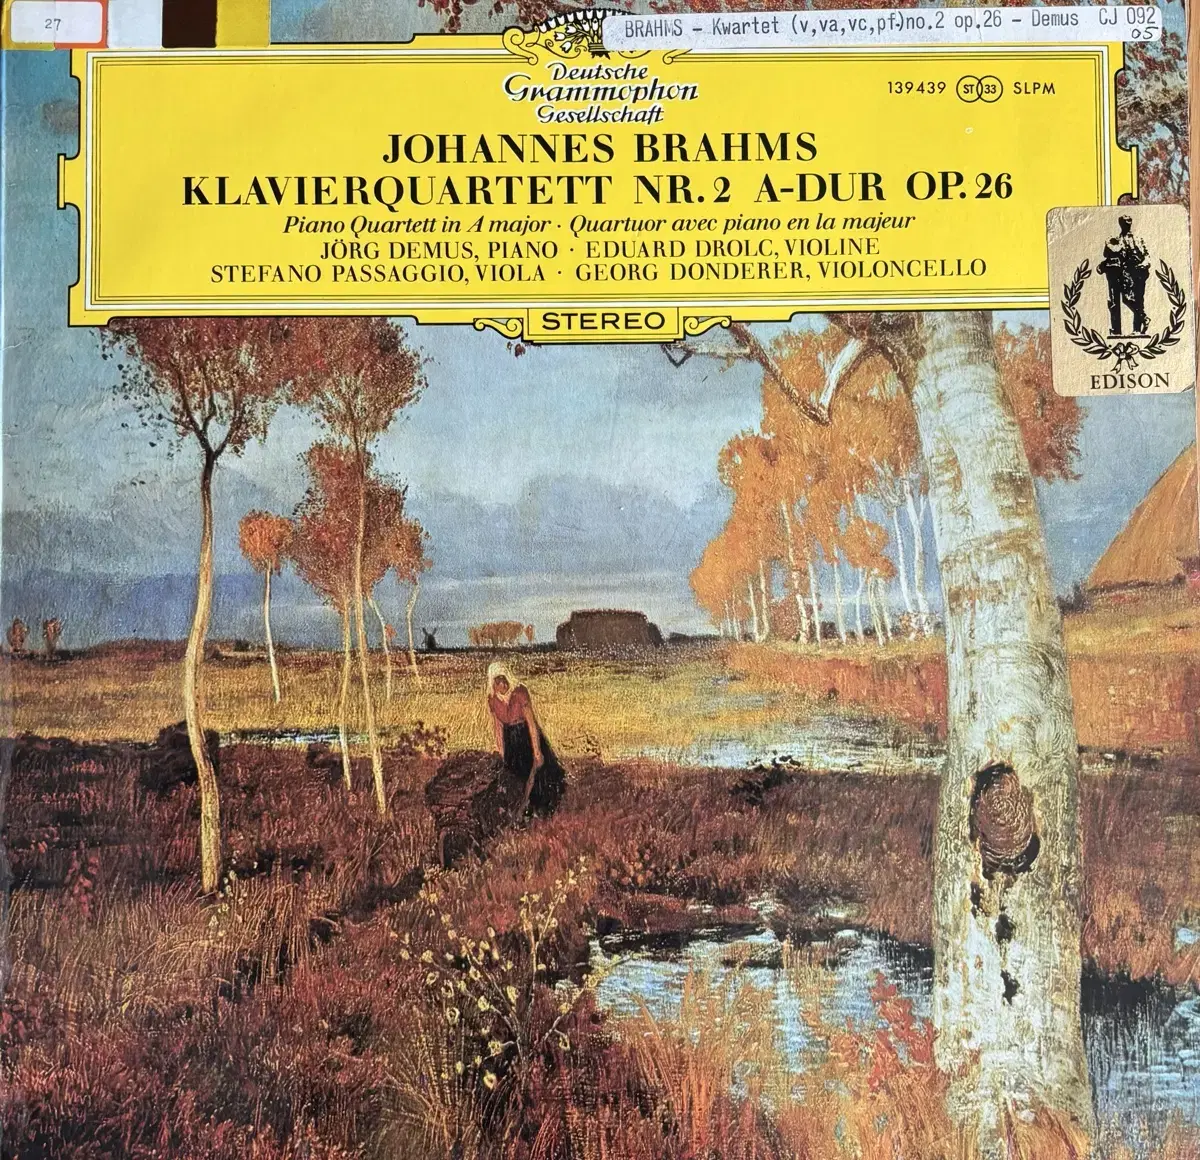 27
BRAHMS - Kwartet (v,va,vc,pf)no.2 op.26 - Demus CJ 092
05
Deutsche
Grammophon
Gesellschaft
139439 ST 33 SLPM
JOHANNES BRAHMS
KLAVIERQUARTETT NR. 2 A-DUR OP. 26
Piano Quartett in A major · Quartuor avec piano en la majeur
JÖRG DEMUS, PIANO · EDUARD DROLC, VIOLINE
STEFANO PASSAGGIO, VIOLA · GEORG DONDERER, VIOLONCELLO
STEREO
EDISON